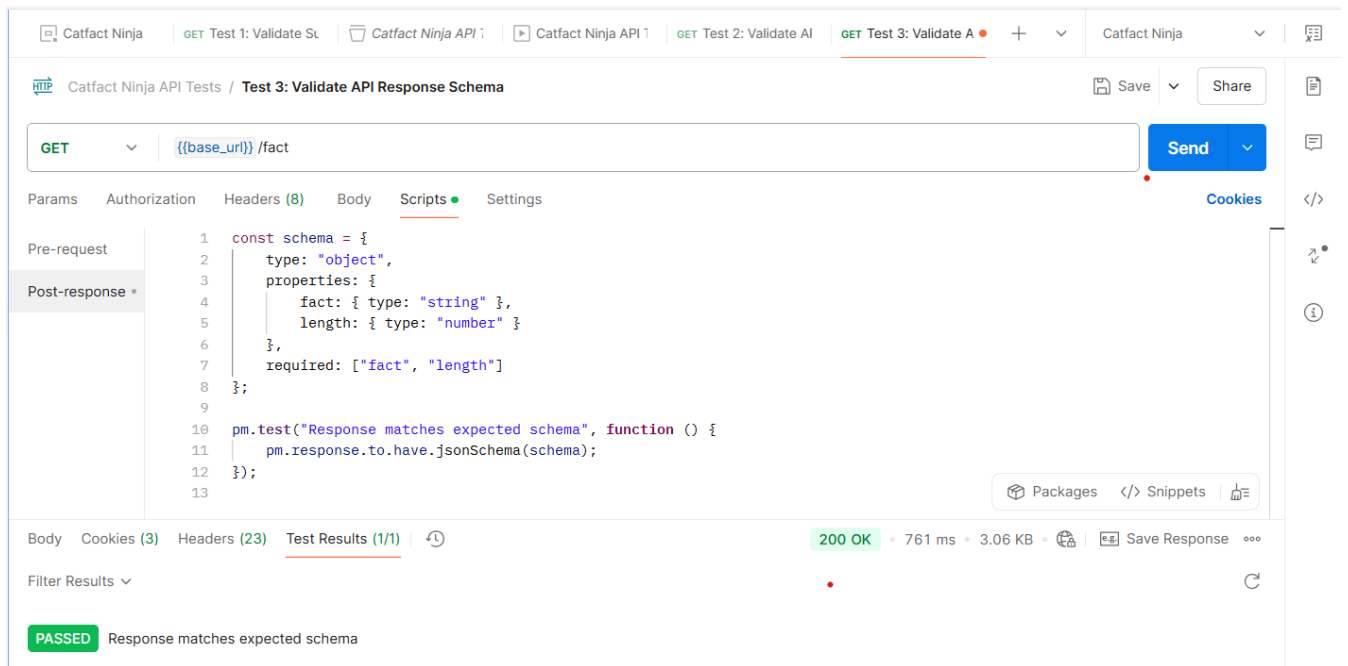 Catfact Ninja GET Test 1: Validate Su Catfact Ninja API T Catfact Ninja API T GET Test 2: Validate AP GET Test 3: Validate A Catfact Ninja
HTTP Catfact Ninja API Tests / Test 3: Validate API Response Schema Save Share
GET {{base_url}} /fact Send
Params Authorization Headers (8) Body Scripts Settings Cookies
Pre-request
Post-response
1 const schema = {
2 type: "object",
3 properties: {
4 fact: { type: "string" },
5 length: { type: "number" }
6 },
7 required: ["fact", "length"]
8 };
9
10 pm.test("Response matches expected schema", function () {
11 pm.response.to.have.jsonSchema(schema);
12 });
13
Packages </> Snippets
Body Cookies (3) Headers (23) Test Results (1/1) 200 OK • 761 ms • 3.06 KB • e.g. Save Response
Filter Results
PASSED Response matches expected schema